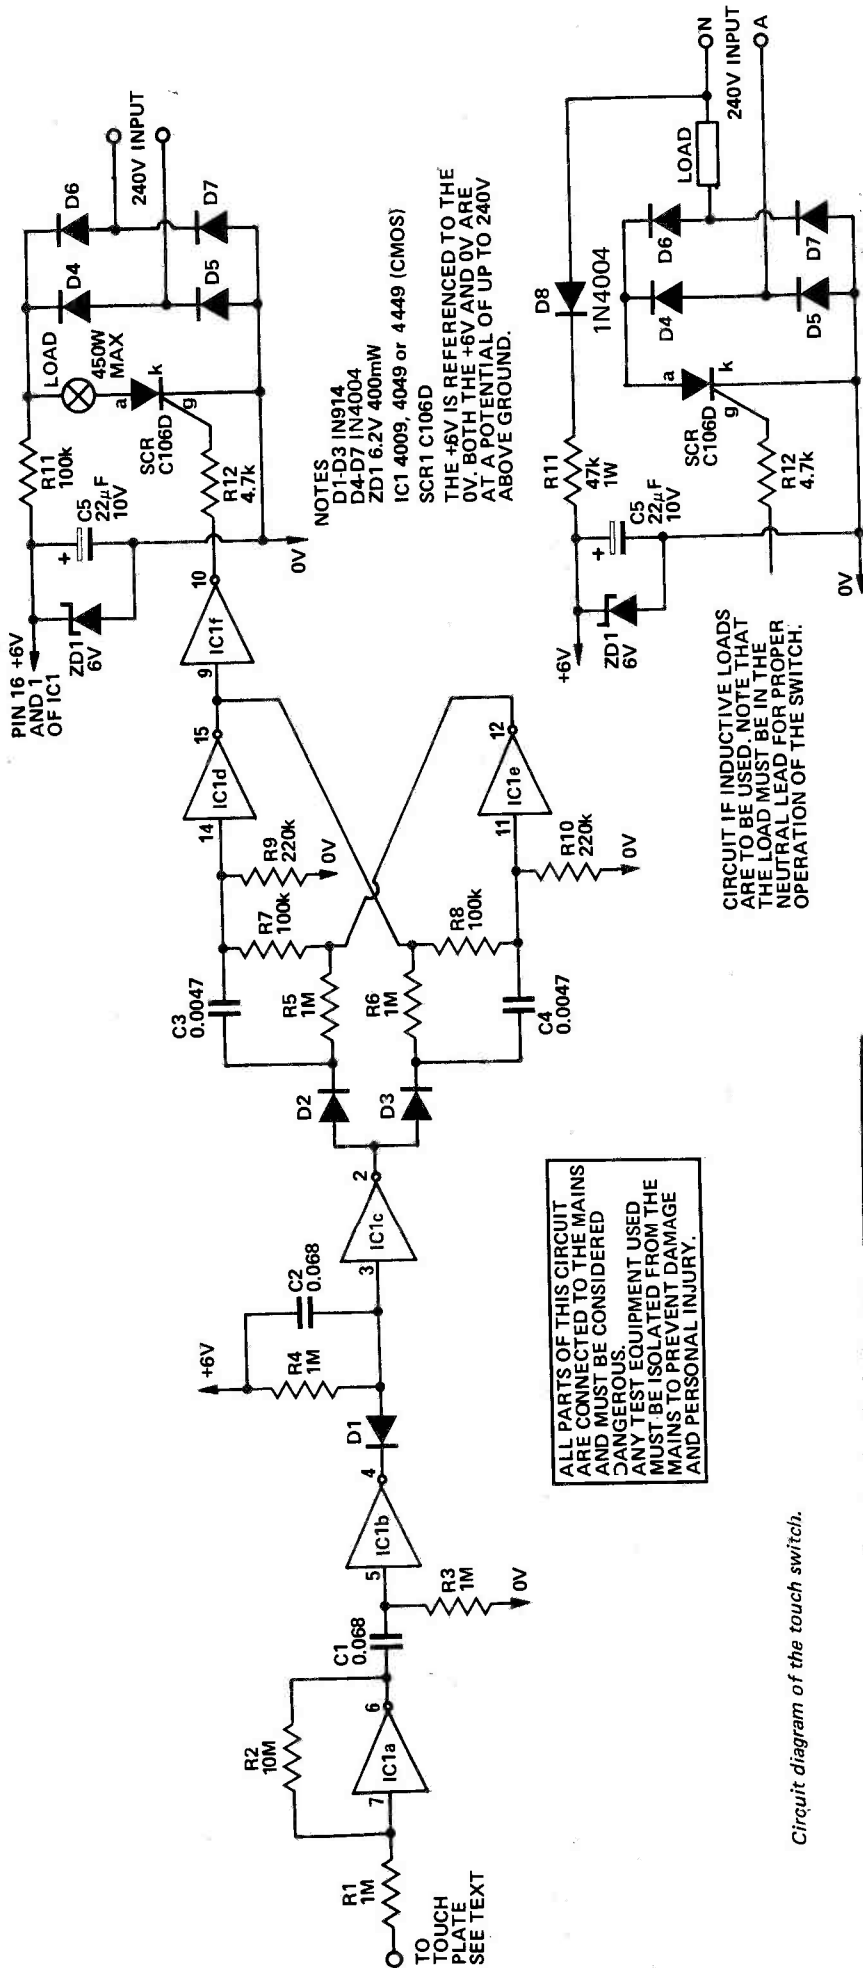 TO
TOUCH
PLATE
SEE TEXT
R1
1M
R2
10M
7
IC1a
6
C1
0.068
R3
1M
0V
5
IC1b
4
D1
+6V
R4
1M
C2
0.068
3
IC1c
2
D2
D3
C3
0.0047
R5
1M
R6
1M
C4
0.0047
R7
100k
R8
100k
R9
220k
0V
R10
220k
0V
14
IC1d
15
11
IC1e
12
9
IC1f
10
PIN 16 +6V
AND 1
OF IC1
ZD1
6V
+
C5
22μF
10V
0V
R11
100k
R12
4.7k
SCR
C106D
a
k
g
LOAD
450W
MAX
D4
D5
D6
D7
240V INPUT
NOTES
D1-D3 IN914
D4-D7 IN4004
ZD1 6.2V 400mW
IC1 4009, 4049 or 4449 (CMOS)
SCR1 C106D
THE +6V IS REFERENCED TO THE
0V. BOTH THE +6V AND 0V ARE
AT A POTENTIAL OF UP TO 240V
ABOVE GROUND.
+6V
ZD1
6V
+
C5
22μF
10V
0V
R11
47k
1W
R12
4.7k
D8
1N4004
SCR
C106D
a
k
g
D4
D5
D6
D7
LOAD
N
240V INPUT
A
CIRCUIT IF INDUCTIVE LOADS
ARE TO BE USED. NOTE THAT
THE LOAD MUST BE IN THE
NEUTRAL LEAD FOR PROPER
OPERATION OF THE SWITCH.
ALL PARTS OF THIS CIRCUIT
ARE CONNECTED TO THE MAINS
AND MUST BE CONSIDERED
DANGEROUS.
ANY TEST EQUIPMENT USED
MUST BE ISOLATED FROM THE
MAINS TO PREVENT DAMAGE
AND PERSONAL INJURY.
Circuit diagram of the touch switch.